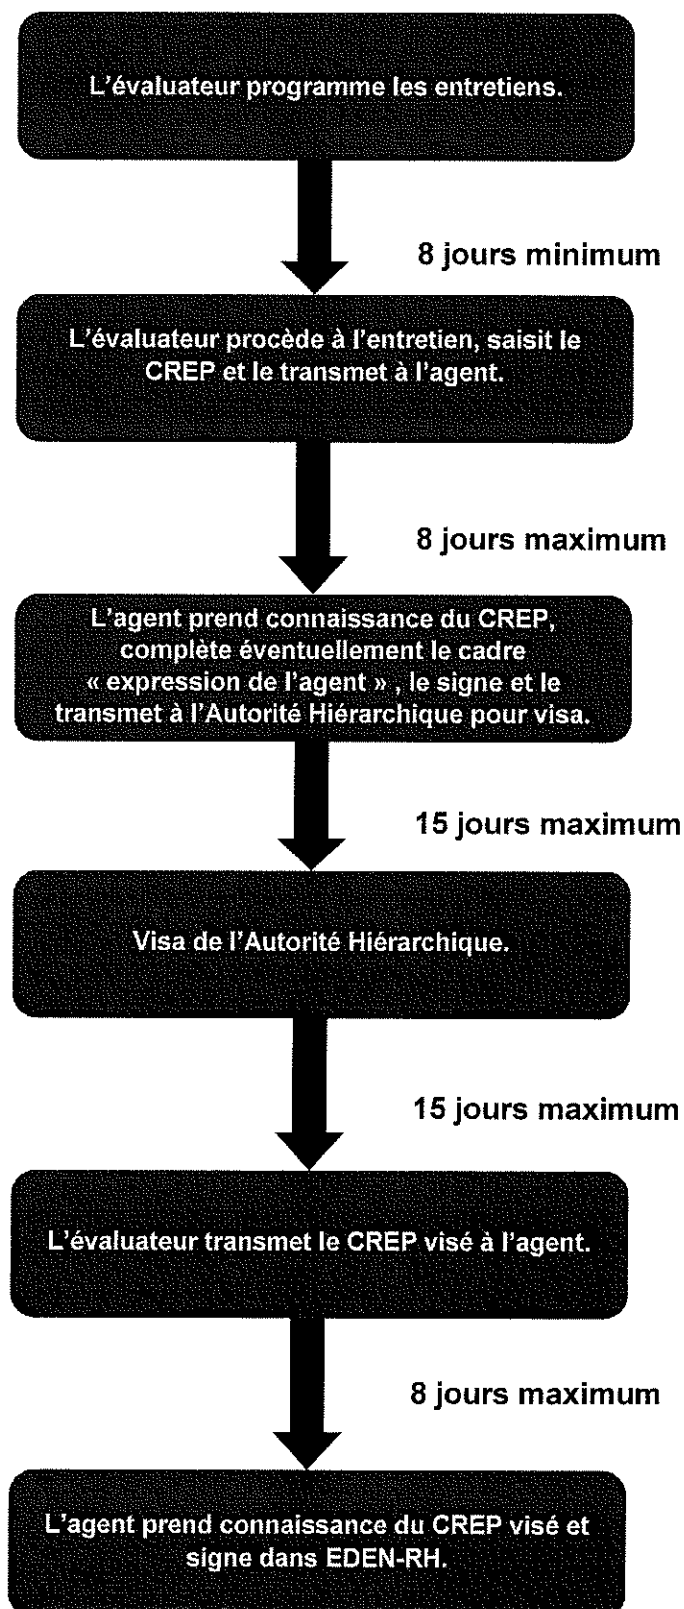 L'évaluateur programme les entretiens.
8 jours minimum
L'évaluateur procède à l'entretien, saisit le
CREP et le transmet à l'agent.
8 jours maximum
L'agent prend connaissance du CREP,
complète éventuellement le cadre
« expression de l'agent » , le signe et le
transmet à l'Autorité Hiérarchique pour visa.
15 jours maximum
Visa de l'Autorité Hiérarchique.
15 jours maximum
L'évaluateur transmet le CREP visé à l'agent.
8 jours maximum
L'agent prend connaissance du CREP visé et
signe dans EDEN-RH.